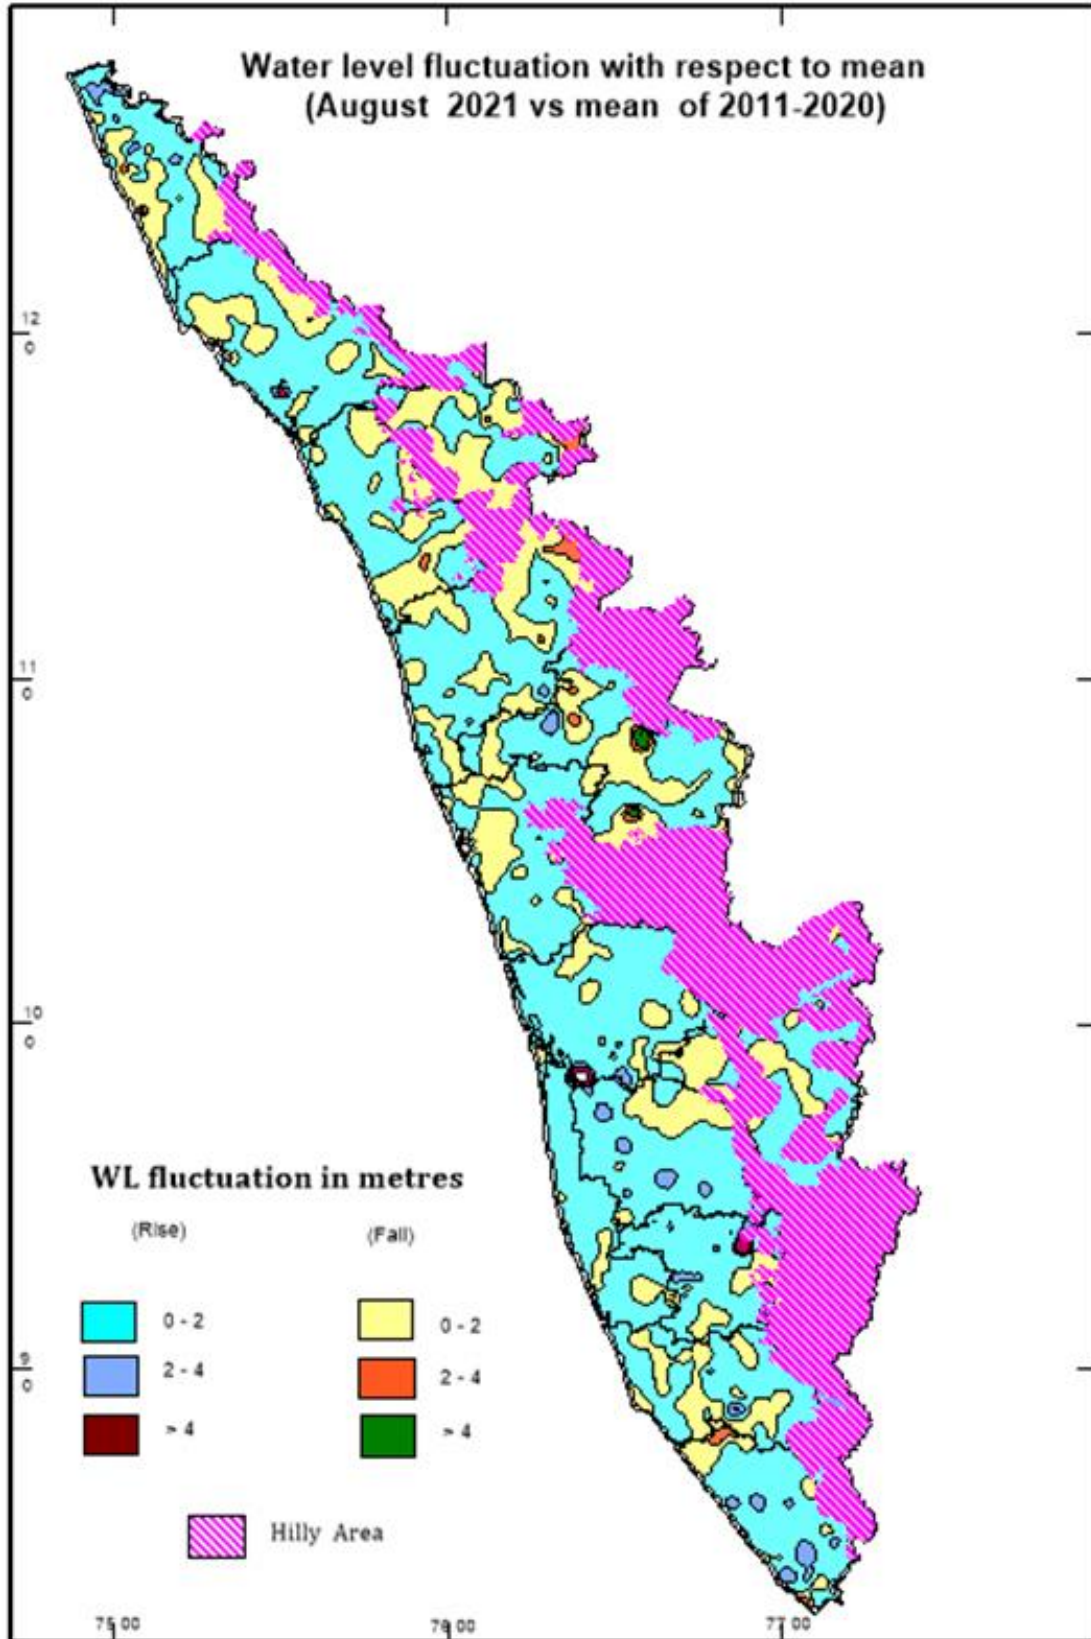 Water level fluctuation with respect to mean
(August 2021 vs mean of 2011-2020)
12
0
11
0
10
0
9
0
WL fluctuation in metres
(Rise) (Fall)
0 - 2 0 - 2
2 - 4 2 - 4
> 4 > 4
Hilly Area
75 00 76 00 77 00